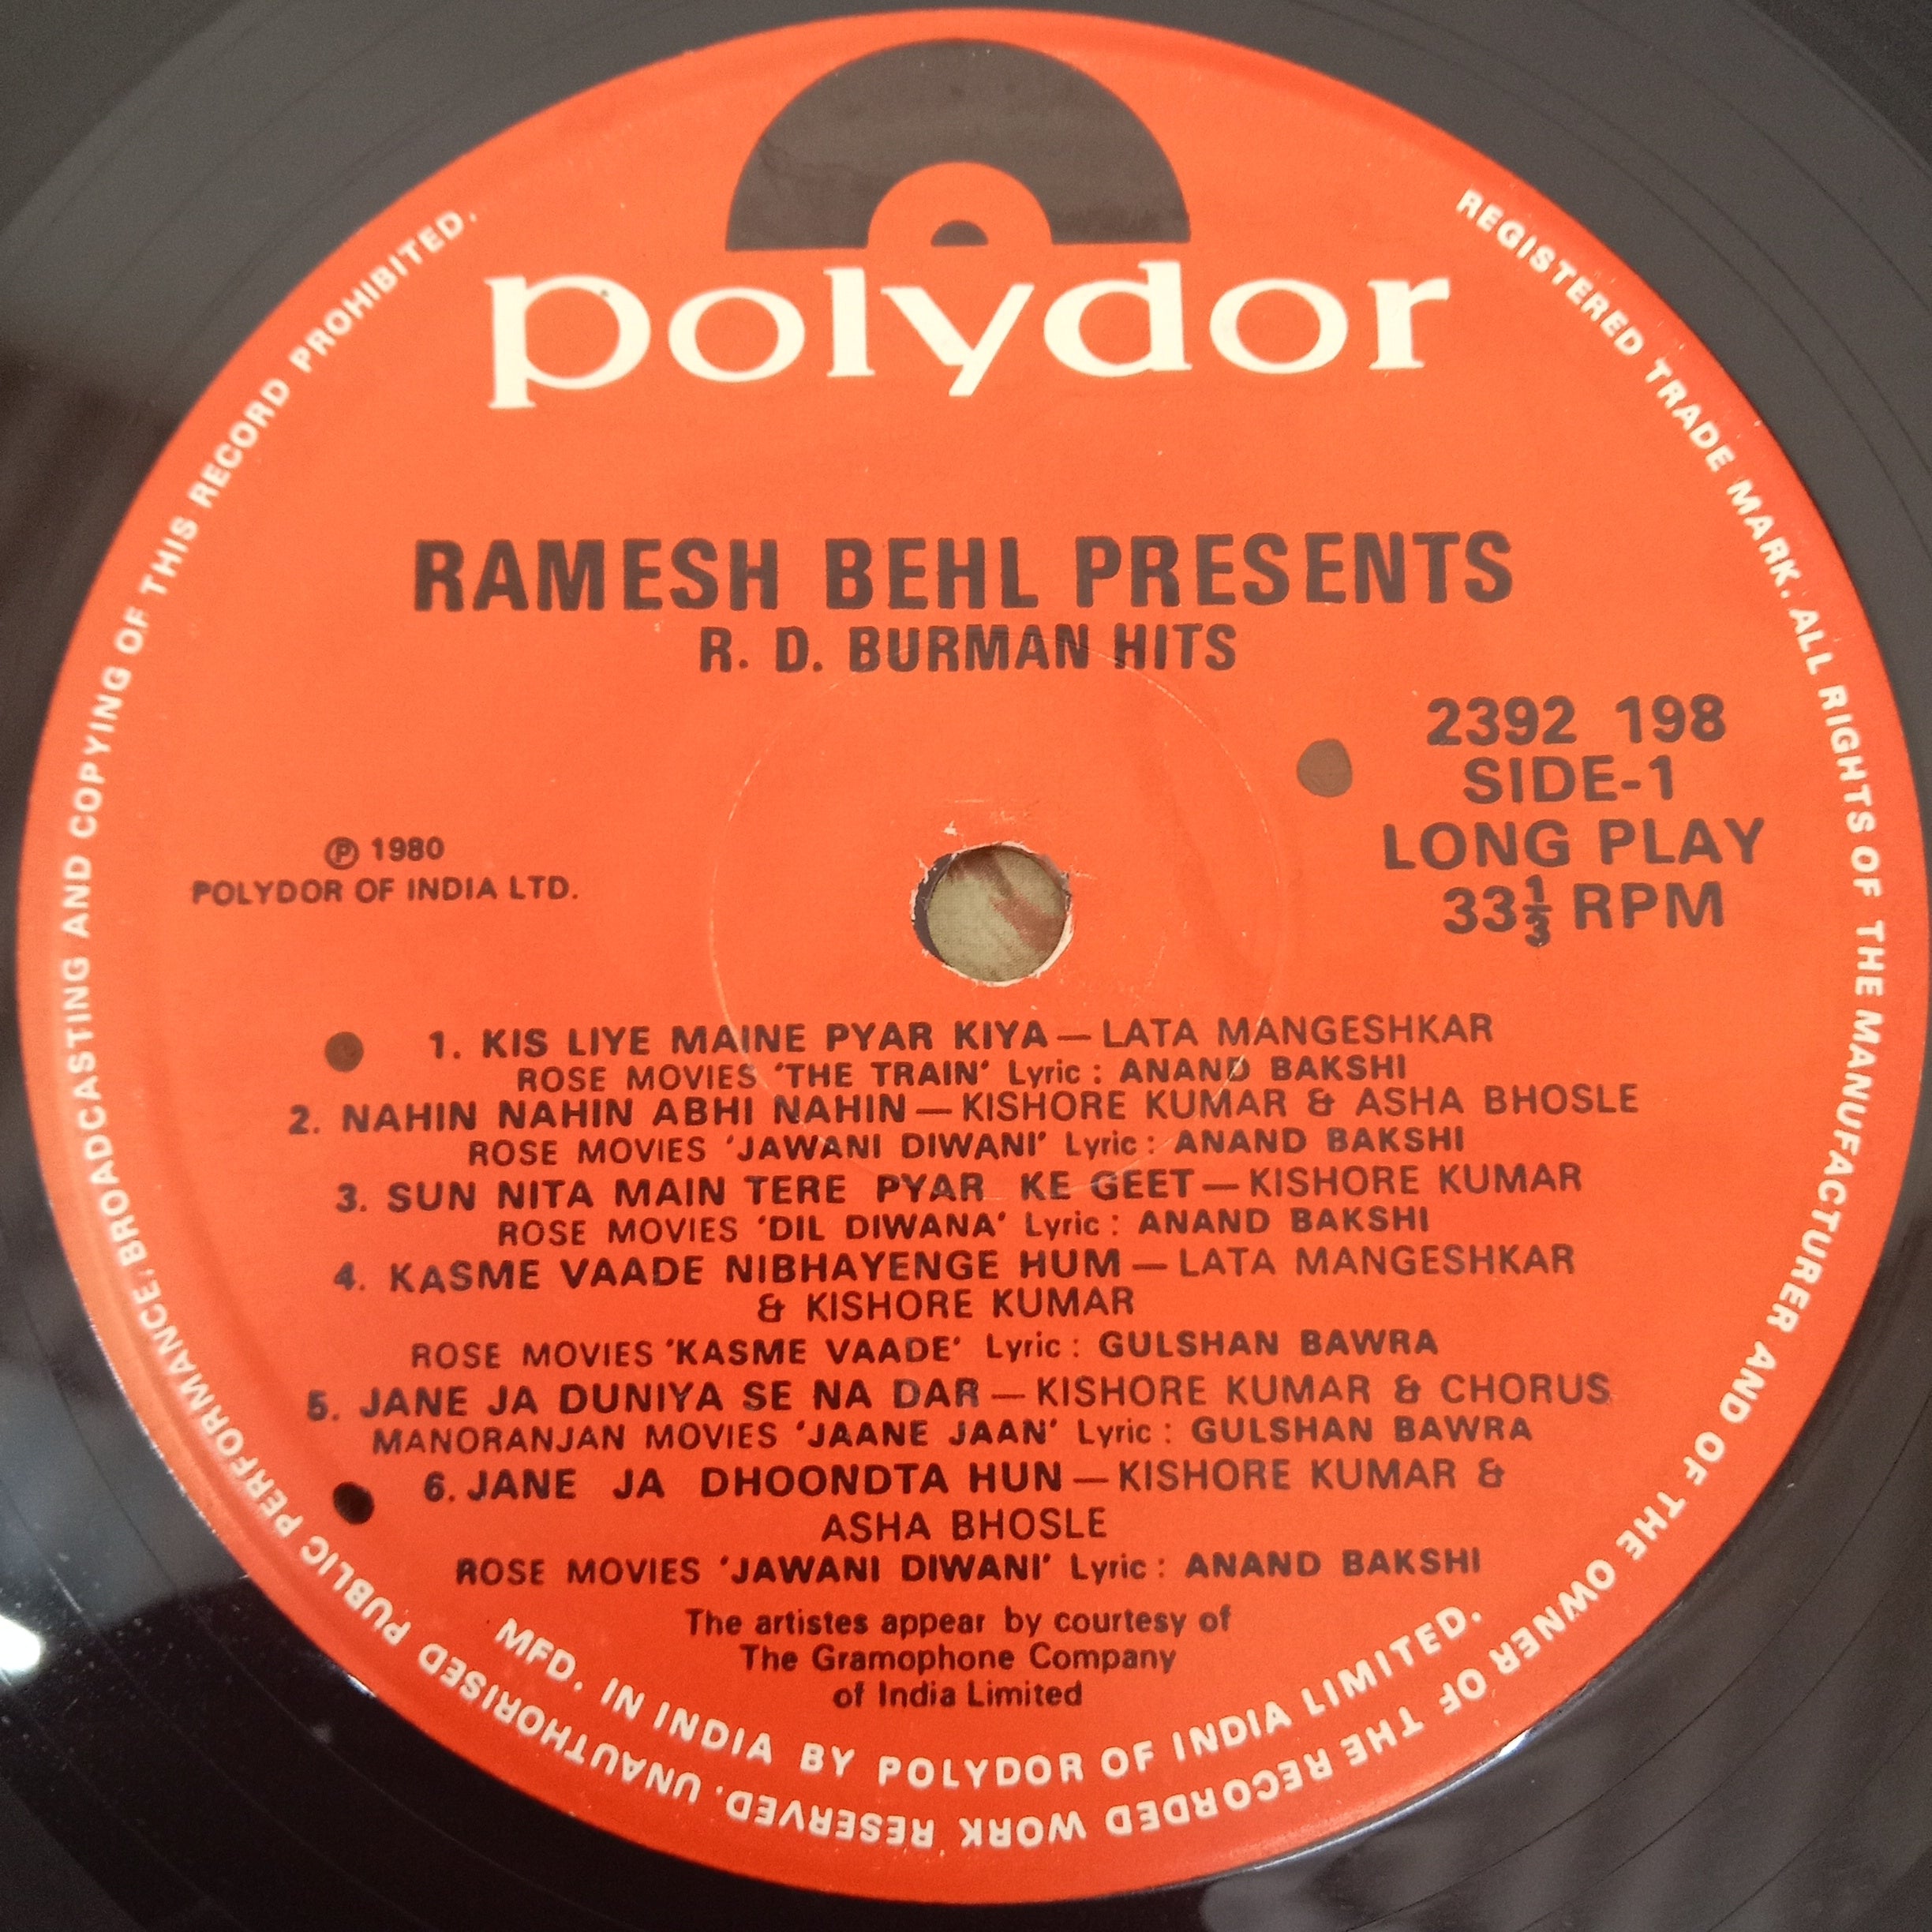 polydor
RAMESH BEHL PRESENTS
R. D. BURMAN HITS
2392 198
SIDE-1
LONG PLAY
33⅓ RPM
Ⓟ 1980
POLYDOR OF INDIA LTD.
1. KIS LIYE MAINE PYAR KIYA — LATA MANGESHKAR
ROSE MOVIES 'THE TRAIN' Lyric : ANAND BAKSHI
2. NAHIN NAHIN ABHI NAHIN — KISHORE KUMAR & ASHA BHOSLE
ROSE MOVIES 'JAWANI DIWANI' Lyric : ANAND BAKSHI
3. SUN NITA MAIN TERE PYAR KE GEET — KISHORE KUMAR
ROSE MOVIES 'DIL DIWANA' Lyric : ANAND BAKSHI
4. KASME VAADE NIBHAYENGE HUM — LATA MANGESHKAR
& KISHORE KUMAR
ROSE MOVIES 'KASME VAADE' Lyric : GULSHAN BAWRA
5. JANE JA DUNIYA SE NA DAR — KISHORE KUMAR & CHORUS
MANORANJAN MOVIES 'JAANE JAAN' Lyric : GULSHAN BAWRA
6. JANE JA DHOONDTA HUN — KISHORE KUMAR &
ASHA BHOSLE
ROSE MOVIES 'JAWANI DIWANI' Lyric : ANAND BAKSHI
The artistes appear by courtesy of
The Gramophone Company
of India Limited
MFD. IN INDIA BY POLYDOR OF INDIA LIMITED.
REGISTERED TRADE MARK. ALL RIGHTS OF THE MANUFACTURER AND OF THE OWNER OF THE RECORDED WORK RESERVED. UNAUTHORISED PUBLIC PERFORMANCE, BROADCASTING AND COPYING OF THIS RECORD PROHIBITED.